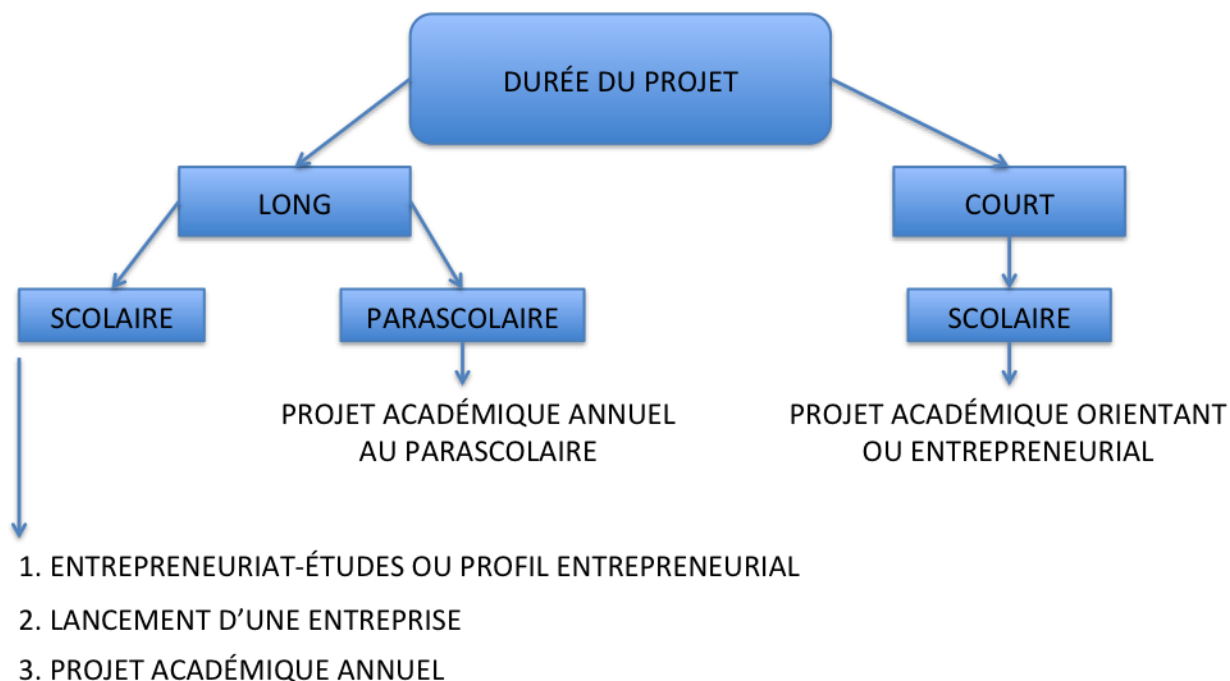 DURÉE DU PROJET
LONG
COURT
SCOLAIRE
PARASCOLAIRE
SCOLAIRE
PROJET ACADÉMIQUE ANNUEL
AU PARASCOLAIRE
PROJET ACADÉMIQUE ORIENTANT
OU ENTREPRENEURIAL
1. ENTREPRENEURIAT-ÉTUDES OU PROFIL ENTREPRENEURIAL
2. LANCEMENT D’UNE ENTREPRISE
3. PROJET ACADÉMIQUE ANNUEL